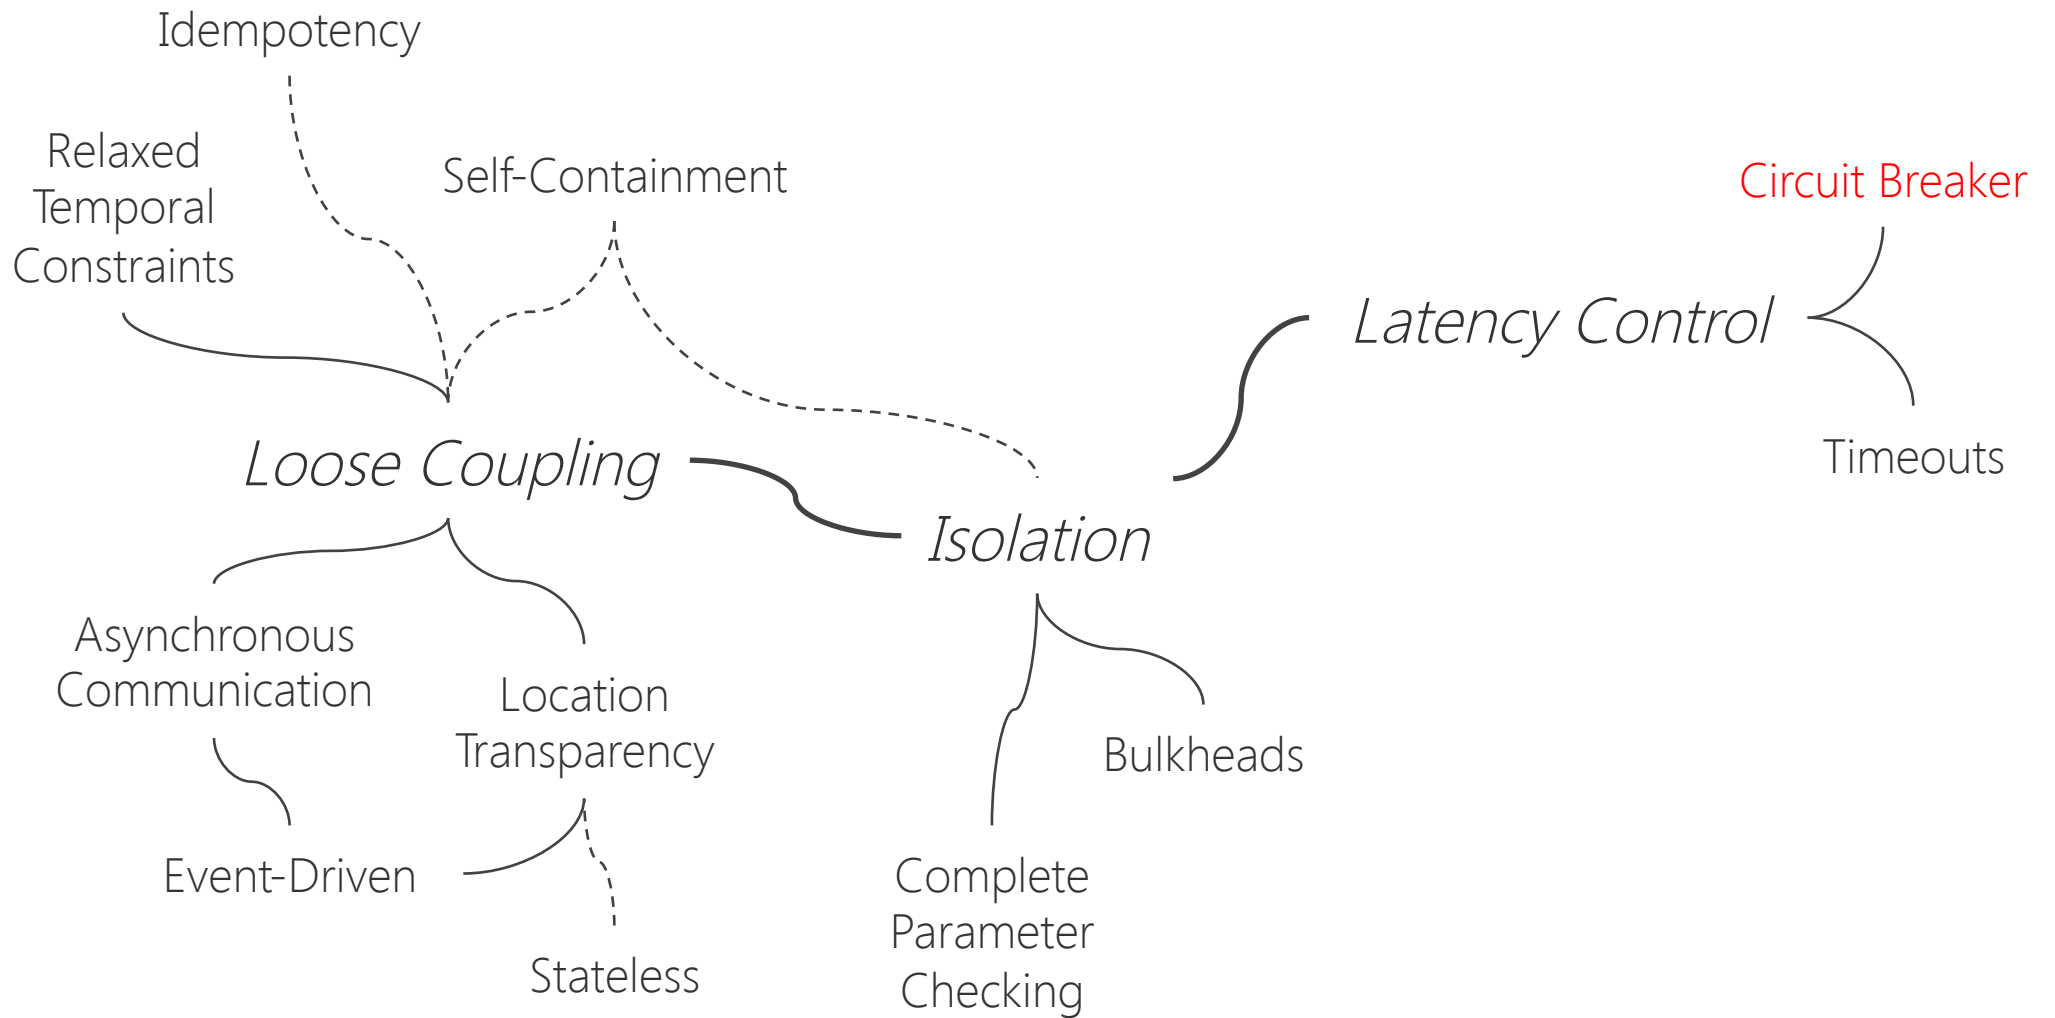 Idempotency
Relaxed
Temporal
Constraints
Self-Containment
Circuit Breaker
Latency Control
Timeouts
Loose Coupling
Isolation
Asynchronous
Communication
Location
Transparency
Bulkheads
Event-Driven
Stateless
Complete
Parameter
Checking